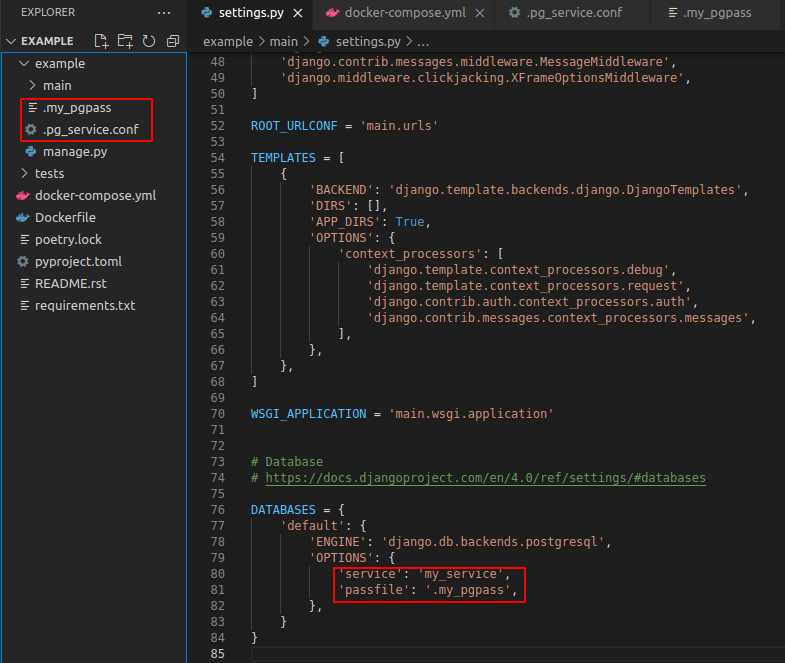 EXPLORER ···
EXAMPLE
example
main
.my_pgpass
.pg_service.conf
manage.py
tests
docker-compose.yml
Dockerfile
poetry.lock
pyproject.toml
README.rst
requirements.txt
settings.py × docker-compose.yml × .pg_service.conf .my_pgpass
example > main > settings.py > ...
48 'django.contrib.messages.middleware.MessageMiddleware',
49 'django.middleware.clickjacking.XFrameOptionsMiddleware',
50 ]
51
52 ROOT_URLCONF = 'main.urls'
53
54 TEMPLATES = [
55 {
56 'BACKEND': 'django.template.backends.django.DjangoTemplates',
57 'DIRS': [],
58 'APP_DIRS': True,
59 'OPTIONS': {
60 'context_processors': [
61 'django.template.context_processors.debug',
62 'django.template.context_processors.request',
63 'django.contrib.auth.context_processors.auth',
64 'django.contrib.messages.context_processors.messages',
65 ],
66 },
67 },
68 ]
69
70 WSGI_APPLICATION = 'main.wsgi.application'
71
72
73 # Database
74 # https://docs.djangoproject.com/en/4.0/ref/settings/#databases
75
76 DATABASES = {
77 'default': {
78 'ENGINE': 'django.db.backends.postgresql',
79 'OPTIONS': {
80 'service': 'my_service',
81 'passfile': '.my_pgpass',
82 },
83 }
84 }
85